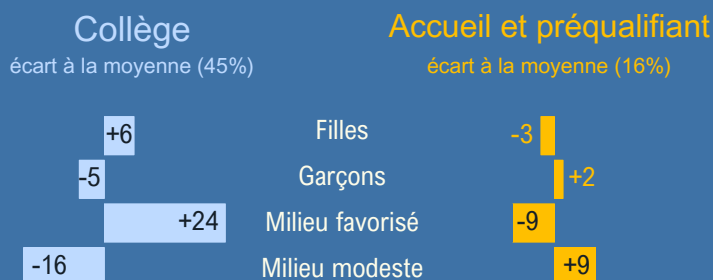 Collège
écart à la moyenne (45%)
Accueil et préqualifiant
écart à la moyenne (16%)
+6 Filles -3
-5 Garçons +2
+24 Milieu favorisé -9
-16 Milieu modeste +9